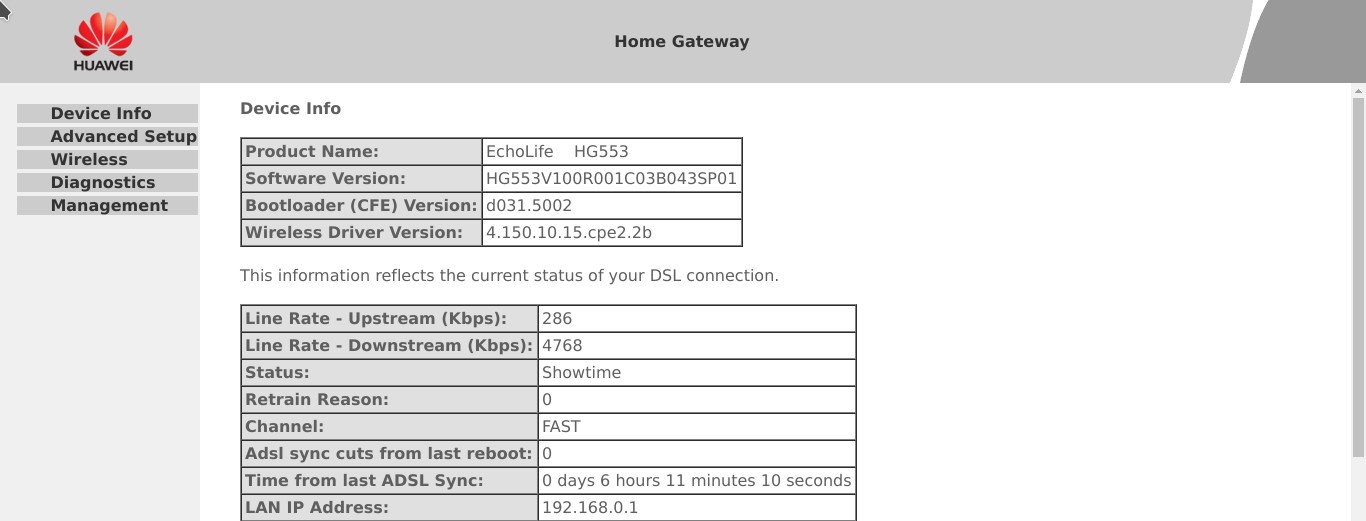 HUAWEI
Home Gateway
Device Info
Advanced Setup
Wireless
Diagnostics
Management
Device Info
Product Name: EchoLife HG553
Software Version: HG553V100R001C03B043SP01
Bootloader (CFE) Version: d031.5002
Wireless Driver Version: 4.150.10.15.cpe2.2b
This information reflects the current status of your DSL connection.
Line Rate - Upstream (Kbps): 286
Line Rate - Downstream (Kbps): 4768
Status: Showtime
Retrain Reason: 0
Channel: FAST
Adsl sync cuts from last reboot: 0
Time from last ADSL Sync: 0 days 6 hours 11 minutes 10 seconds
LAN IP Address: 192.168.0.1